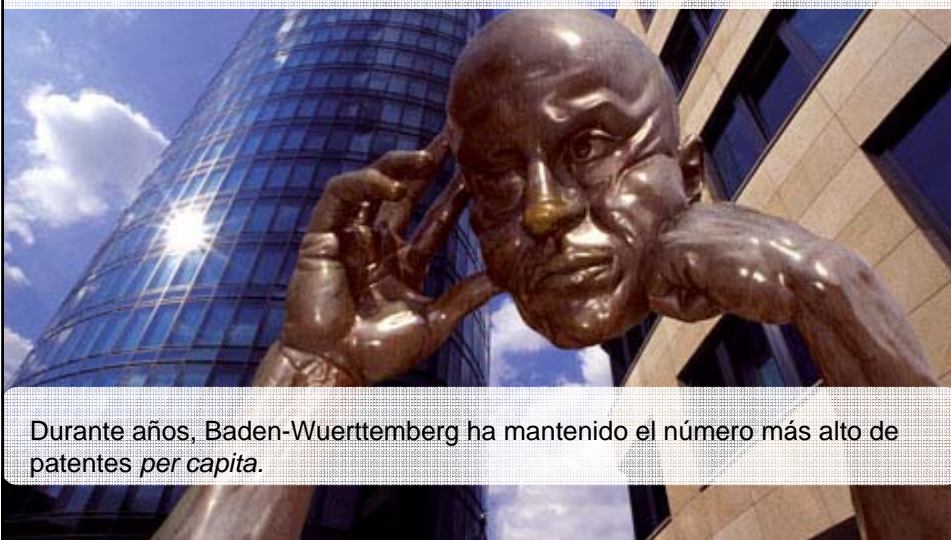 Durante años, Baden-Wuerttemberg ha mantenido el número más alto de
patentes per capita.